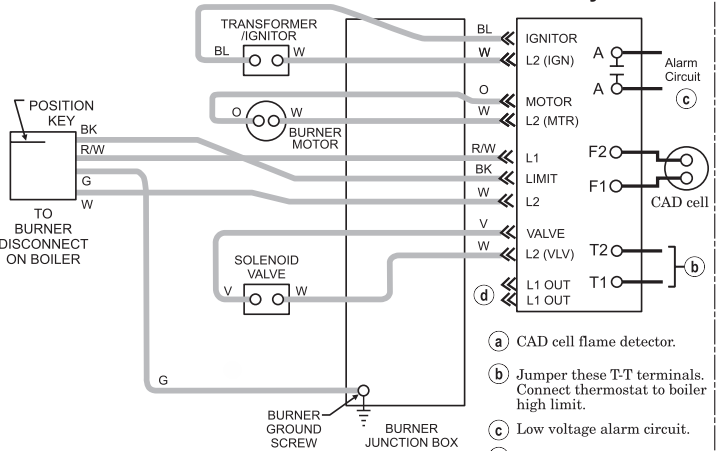 TRANSFORMER
/IGNITOR
BL
W
BL
IGNITOR
W
L2 (IGN)
A
A
Alarm
Circuit
c
O
W
BURNER
MOTOR
O
MOTOR
W
L2 (MTR)
POSITION
KEY
BK
R/W
G
W
TO
BURNER
DISCONNECT
ON BOILER
R/W
L1
BK
LIMIT
W
L2
F2
F1
CAD cell
V
VALVE
W
L2 (VLV)
T2
T1
b
SOLENOID
VALVE
V
W
d
L1 OUT
L1 OUT
G
BURNER
GROUND
SCREW
BURNER
JUNCTION BOX
a CAD cell flame detector.
b Jumper these T-T terminals.
Connect thermostat to boiler
high limit.
c Low voltage alarm circuit.